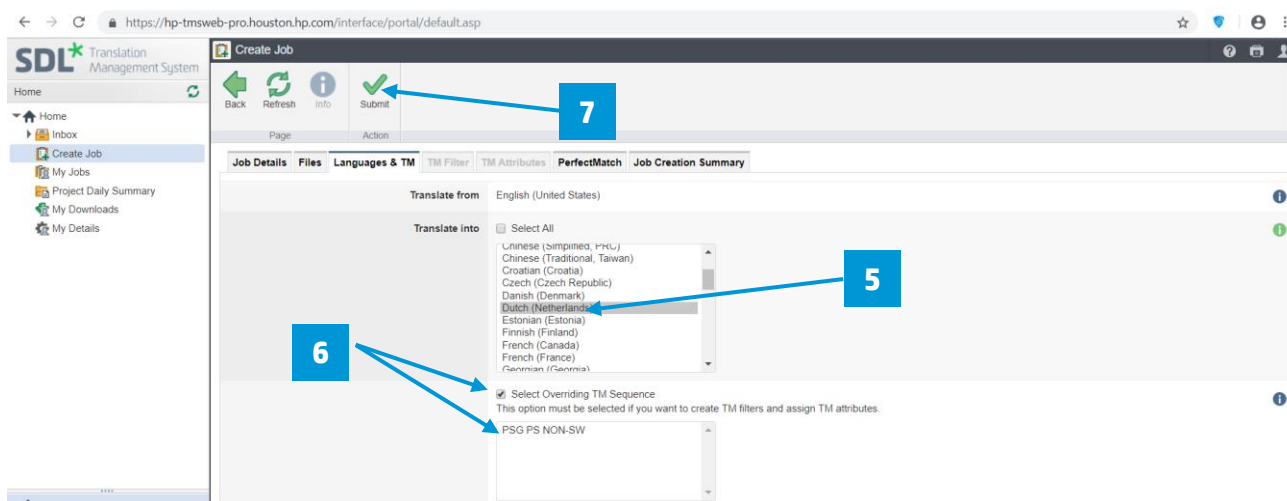 https://hp-tmsweb-pro.houston.hp.com/interface/portal/default.asp
SDL Translation Management System
Create Job
Home
Back
Refresh
Info
Submit
7
Page
Action
Home
Inbox
Create Job
My Jobs
Project Daily Summary
My Downloads
My Details
Job Details Files Languages & TM TM Filter TM Attributes PerfectMatch Job Creation Summary
Translate from English (United States)
Translate into Select All
Chinese (Simplified, PRC)
Chinese (Traditional, Taiwan)
Croatian (Croatia)
Czech (Czech Republic)
Danish (Denmark)
5
Dutch (Netherlands)
Estonian (Estonia)
Finnish (Finland)
French (Canada)
6
French (France)
Georgian (Georgia)
Select Overriding TM Sequence
This option must be selected if you want to create TM filters and assign TM attributes.
PSG PS NON-SW